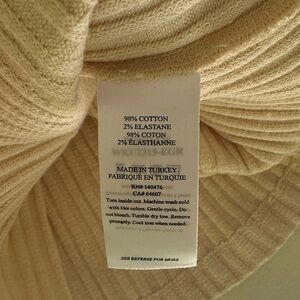 98% COTTON
2% ELASTANE
98% COTON
2% ÉLASTHANNE
MADE IN TURKEY
FABRIQUÉ EN TURQUIE
RN# 140476
CA# 64607
Turn inside out. Machine wash cold
with like colors. Gentle cycle. Do
not bleach. Tumble dry low. Remove
promptly. Cool iron when needed.
SEE REVERSE FOR MORE